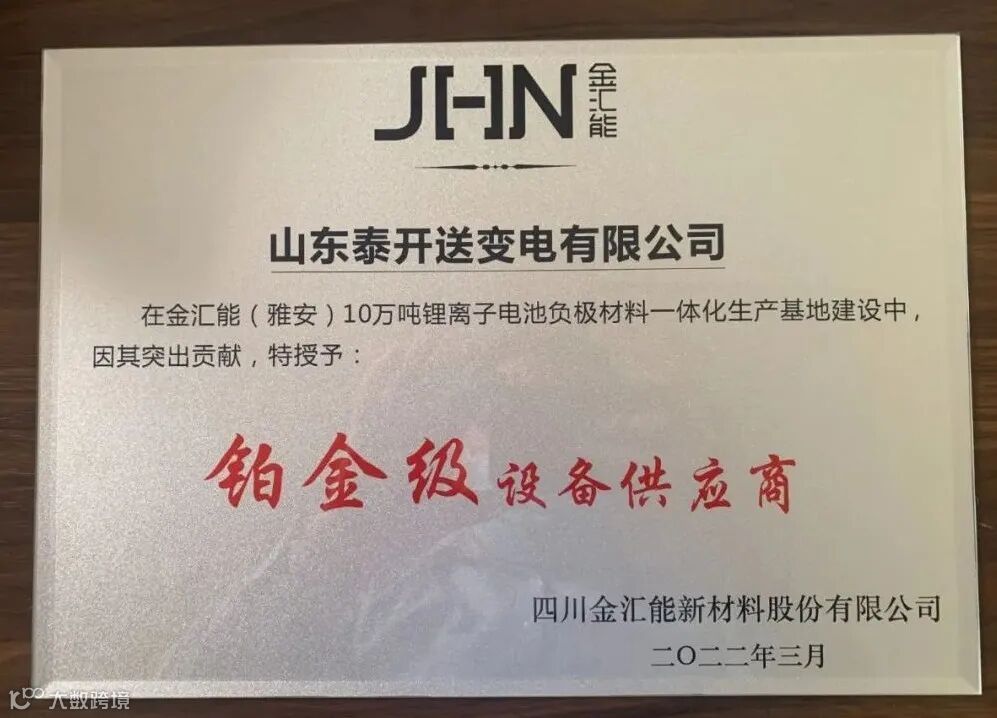 JHN 金汇能
山东泰开送变电有限公司
在金汇能（雅安）10万吨锂离子电池负极材料一体化生产基地建设中，
因其突出贡献，特授予：
铂金级设备供应商
四川金汇能新材料股份有限公司
二〇二二年三月
大数跨境